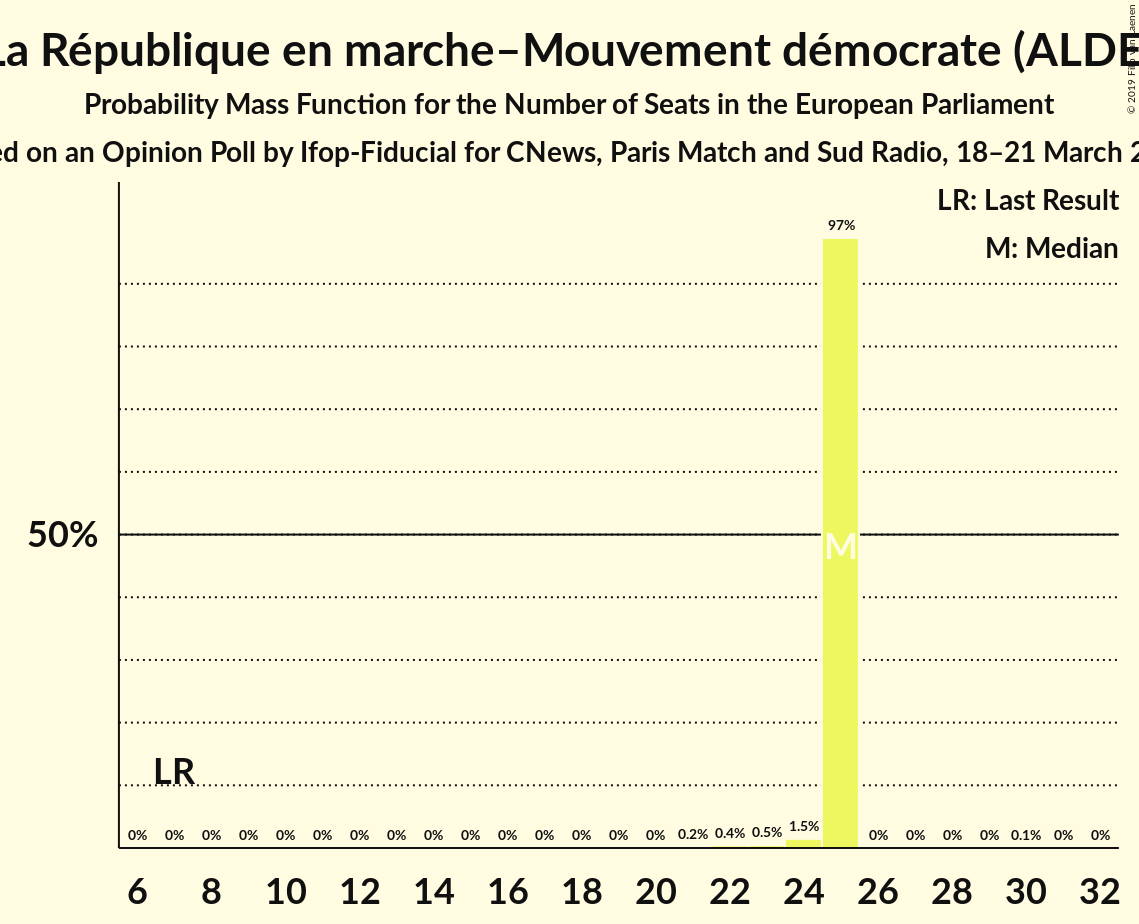 La République en marche–Mouvement démocrate (ALDE
Probability Mass Function for the Number of Seats in the European Parliament
on an Opinion Poll by Ifop-Fiducial for CNews, Paris Match and Sud Radio, 18–21 March
© 2019
LR: Last Result
97%
M: Median
50%
M
LR
0% 0% 0% 0% 0% 0% 0% 0% 0% 0% 0% 0% 0% 0% 0% 0.2% 0.4% 0.5% 1.5% 0% 0% 0% 0% 0.1% 0% 0%
6 8 10 12 14 16 18 20 22 24 26 28 30 32